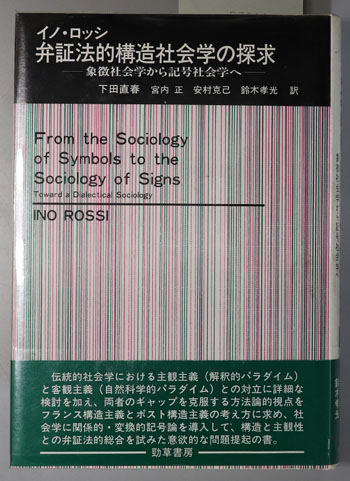 イノ・ロッシ
弁証法的構造社会学の探求
──象徴社会学から記号社会学へ──
下田直春 宮内 正 安村克己 鈴木孝光 訳
From the Sociology
of Symbols to the
Sociology of Signs
Toward a Dialectical Sociology
INO ROSSI
伝統的社会学における主観主義（解釈的パラダイム）
と客観主義（自然科学的パラダイム）との対立に詳細な
検討を加え、両者のギャップを克服する方法論的視点を
フランス構造主義とポスト構造主義の考え方に求め、社
会学に関係的・変換的記号論を導入して、構造と主観性
との弁証法的総合を試みた意欲的な問題提起の書。
勁草書房